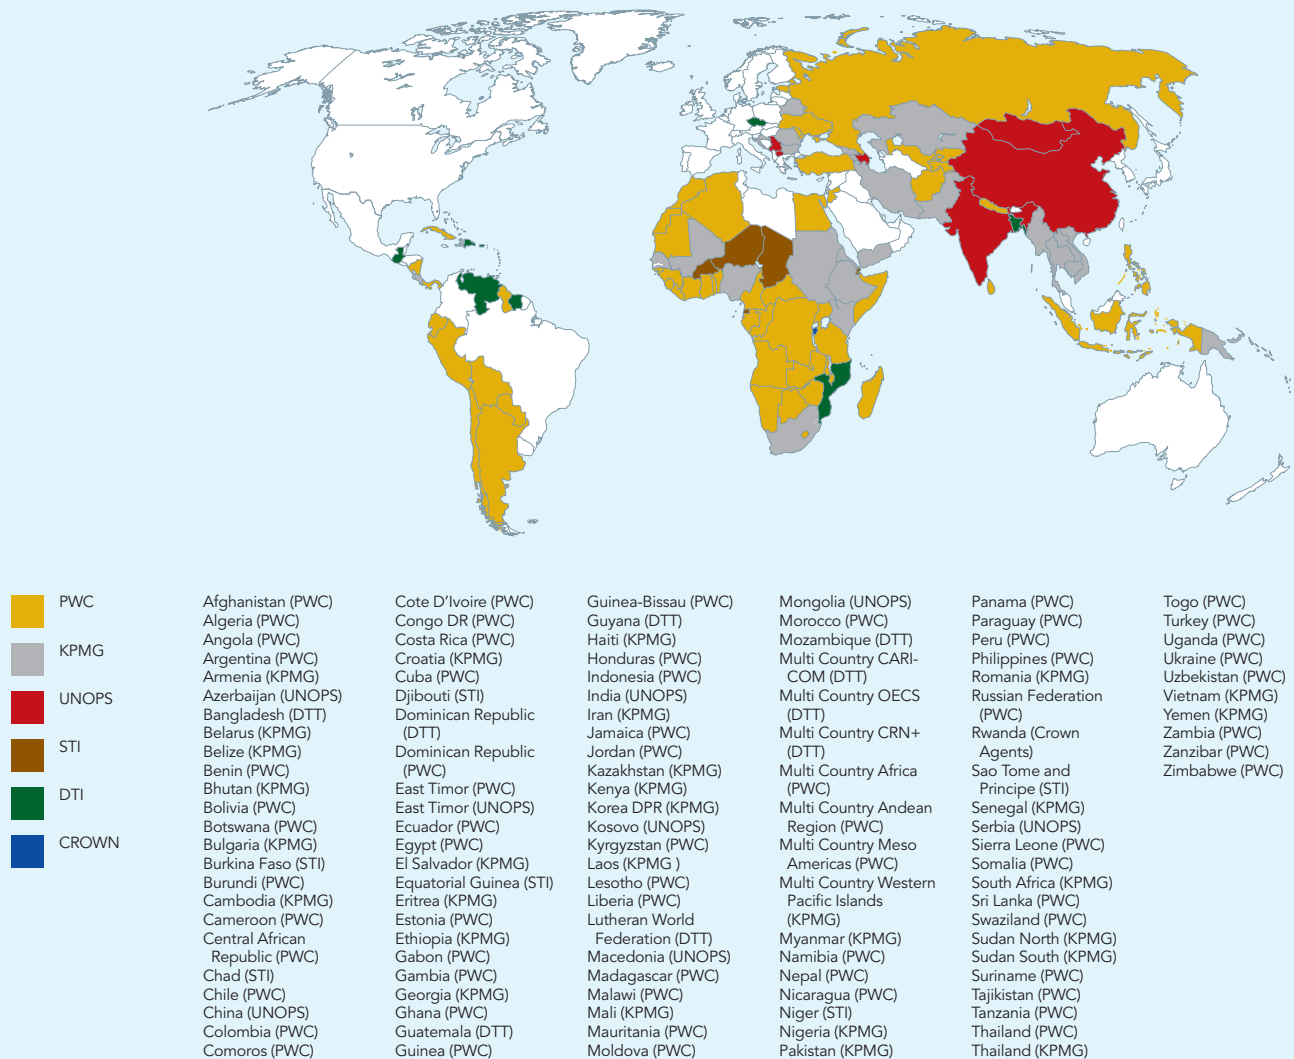 PWC
KPMG
UNOPS
STI
DTI
CROWN
Afghanistan (PWC)
Algeria (PWC)
Angola (PWC)
Argentina (PWC)
Armenia (KPMG)
Azerbaijan (UNOPS)
Bangladesh (DTT)
Belarus (KPMG)
Belize (KPMG)
Benin (PWC)
Bhutan (KPMG)
Bolivia (PWC)
Botswana (PWC)
Bulgaria (KPMG)
Burkina Faso (STI)
Burundi (PWC)
Cambodia (KPMG)
Cameroon (PWC)
Central African
Republic (PWC)
Chad (STI)
Chile (PWC)
China (UNOPS)
Colombia (PWC)
Comoros (PWC)
Cote D’Ivoire (PWC)
Congo DR (PWC)
Costa Rica (PWC)
Croatia (KPMG)
Cuba (PWC)
Djibouti (STI)
Dominican Republic
(DTT)
Dominican Republic
(PWC)
East Timor (PWC)
East Timor (UNOPS)
Ecuador (PWC)
Egypt (PWC)
El Salvador (KPMG)
Equatorial Guinea (STI)
Eritrea (KPMG)
Estonia (PWC)
Ethiopia (KPMG)
Gabon (PWC)
Gambia (PWC)
Georgia (KPMG)
Ghana (PWC)
Guatemala (DTT)
Guinea (PWC)
Guinea-Bissau (PWC)
Guyana (DTT)
Haiti (KPMG)
Honduras (PWC)
Indonesia (PWC)
India (UNOPS)
Iran (KPMG)
Jamaica (PWC)
Jordan (PWC)
Kazakhstan (KPMG)
Kenya (KPMG)
Korea DPR (KPMG)
Kosovo (UNOPS)
Kyrgyzstan (PWC)
Laos (KPMG )
Lesotho (PWC)
Liberia (PWC)
Lutheran World
Federation (DTT)
Macedonia (UNOPS)
Madagascar (PWC)
Malawi (PWC)
Mali (KPMG)
Mauritania (PWC)
Moldova (PWC)
Mongolia (UNOPS)
Morocco (PWC)
Mozambique (DTT)
Multi Country CARI-
COM (DTT)
Multi Country OECS
(DTT)
Multi Country CRN+
(DTT)
Multi Country Africa
(PWC)
Multi Country Andean
Region (PWC)
Multi Country Meso
Americas (PWC)
Multi Country Western
Pacific Islands
(KPMG)
Myanmar (KPMG)
Namibia (PWC)
Nepal (PWC)
Nicaragua (PWC)
Niger (STI)
Nigeria (KPMG)
Pakistan (KPMG)
Panama (PWC)
Paraguay (PWC)
Peru (PWC)
Philippines (PWC)
Romania (KPMG)
Russian Federation
(PWC)
Rwanda (Crown
Agents)
Sao Tome and
Principe (STI)
Senegal (KPMG)
Serbia (UNOPS)
Sierra Leone (PWC)
Somalia (PWC)
South Africa (KPMG)
Sri Lanka (PWC)
Swaziland (PWC)
Sudan North (KPMG)
Sudan South (KPMG)
Suriname (PWC)
Tajikistan (PWC)
Tanzania (PWC)
Thailand (PWC)
Thailand (KPMG)
Togo (PWC)
Turkey (PWC)
Uganda (PWC)
Ukraine (PWC)
Uzbekistan (PWC)
Vietnam (KPMG)
Yemen (KPMG)
Zambia (PWC)
Zanzibar (PWC)
Zimbabwe (PWC)